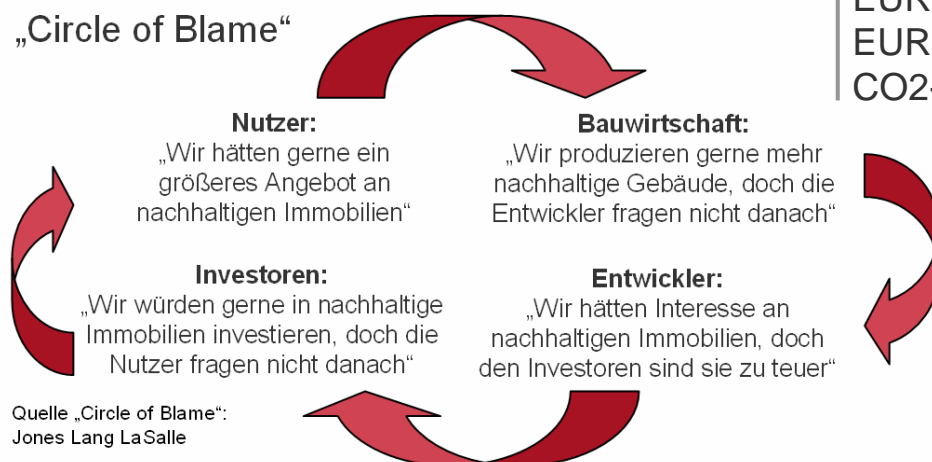 „Circle of Blame“
EUR
EUR
CO2-
Nutzer:
„Wir hätten gerne ein
größeres Angebot an
nachhaltigen Immobilien“
Bauwirtschaft:
„Wir produzieren gerne mehr
nachhaltige Gebäude, doch die
Entwickler fragen nicht danach“
Investoren:
„Wir würden gerne in nachhaltige
Immobilien investieren, doch die
Nutzer fragen nicht danach“
Entwickler:
„Wir hätten Interesse an
nachhaltigen Immobilien, doch
den Investoren sind sie zu teuer“
Quelle „Circle of Blame“:
Jones Lang LaSalle